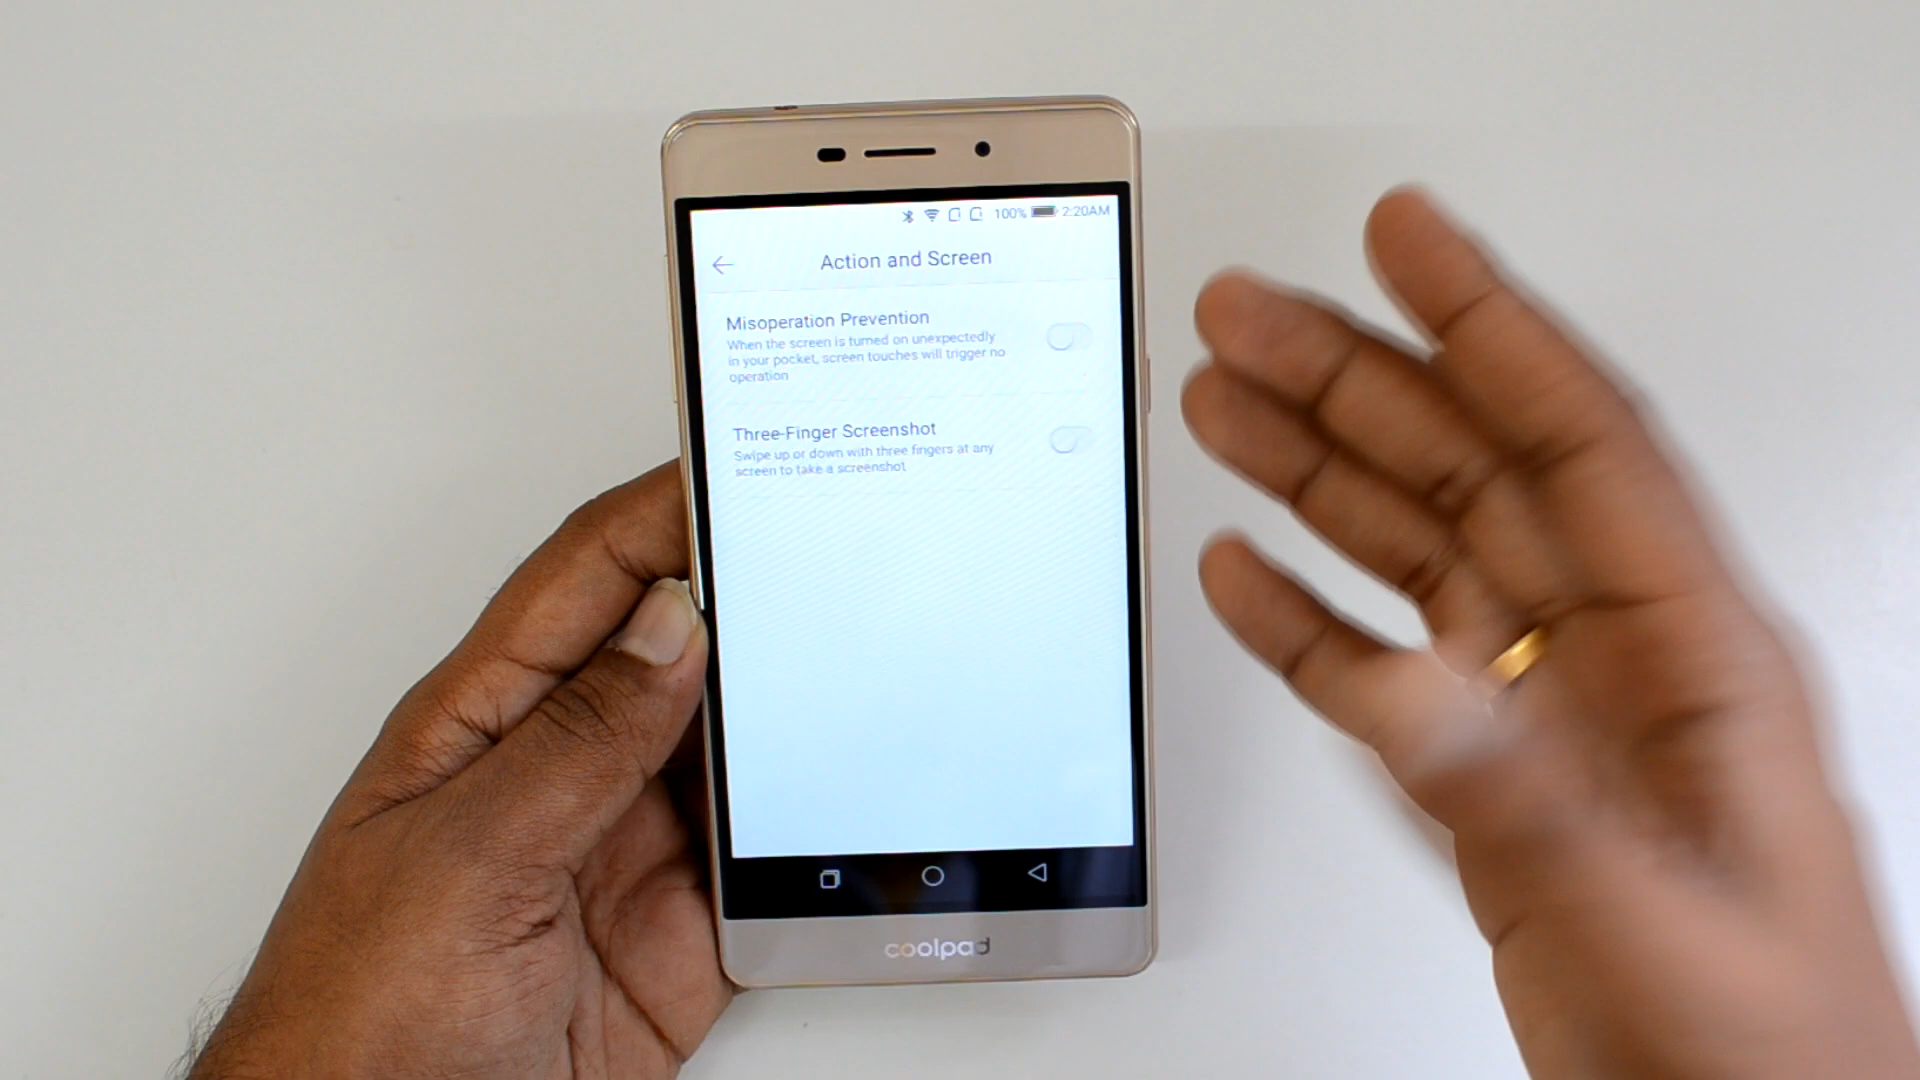 100% 2:20AM
Action and Screen
Misoperation Prevention
When the screen is turned on unexpectedly
in your pocket, screen touches will trigger no
operation
Three-Finger Screenshot
Swipe up or down with three fingers at any
screen to take a screenshot
coolpad